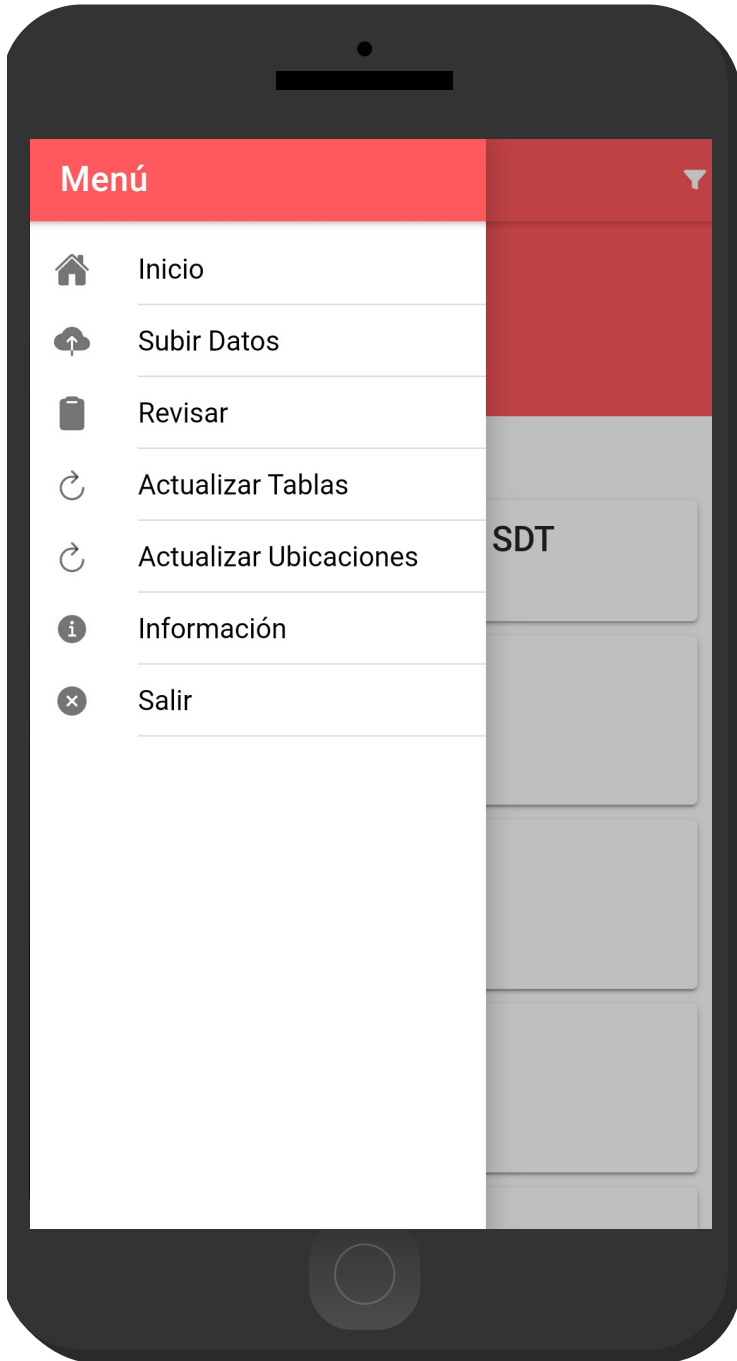 Menú
Inicio
Subir Datos
Revisar
Actualizar Tablas
SDT
Actualizar Ubicaciones
Información
Salir